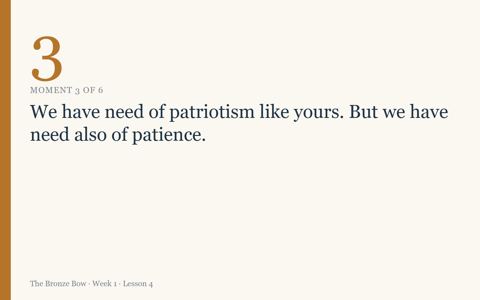 3
MOMENT 3 OF 6
We have need of patriotism like yours. But we have
need also of patience.
The Bronze Bow · Week 1 · Lesson 4